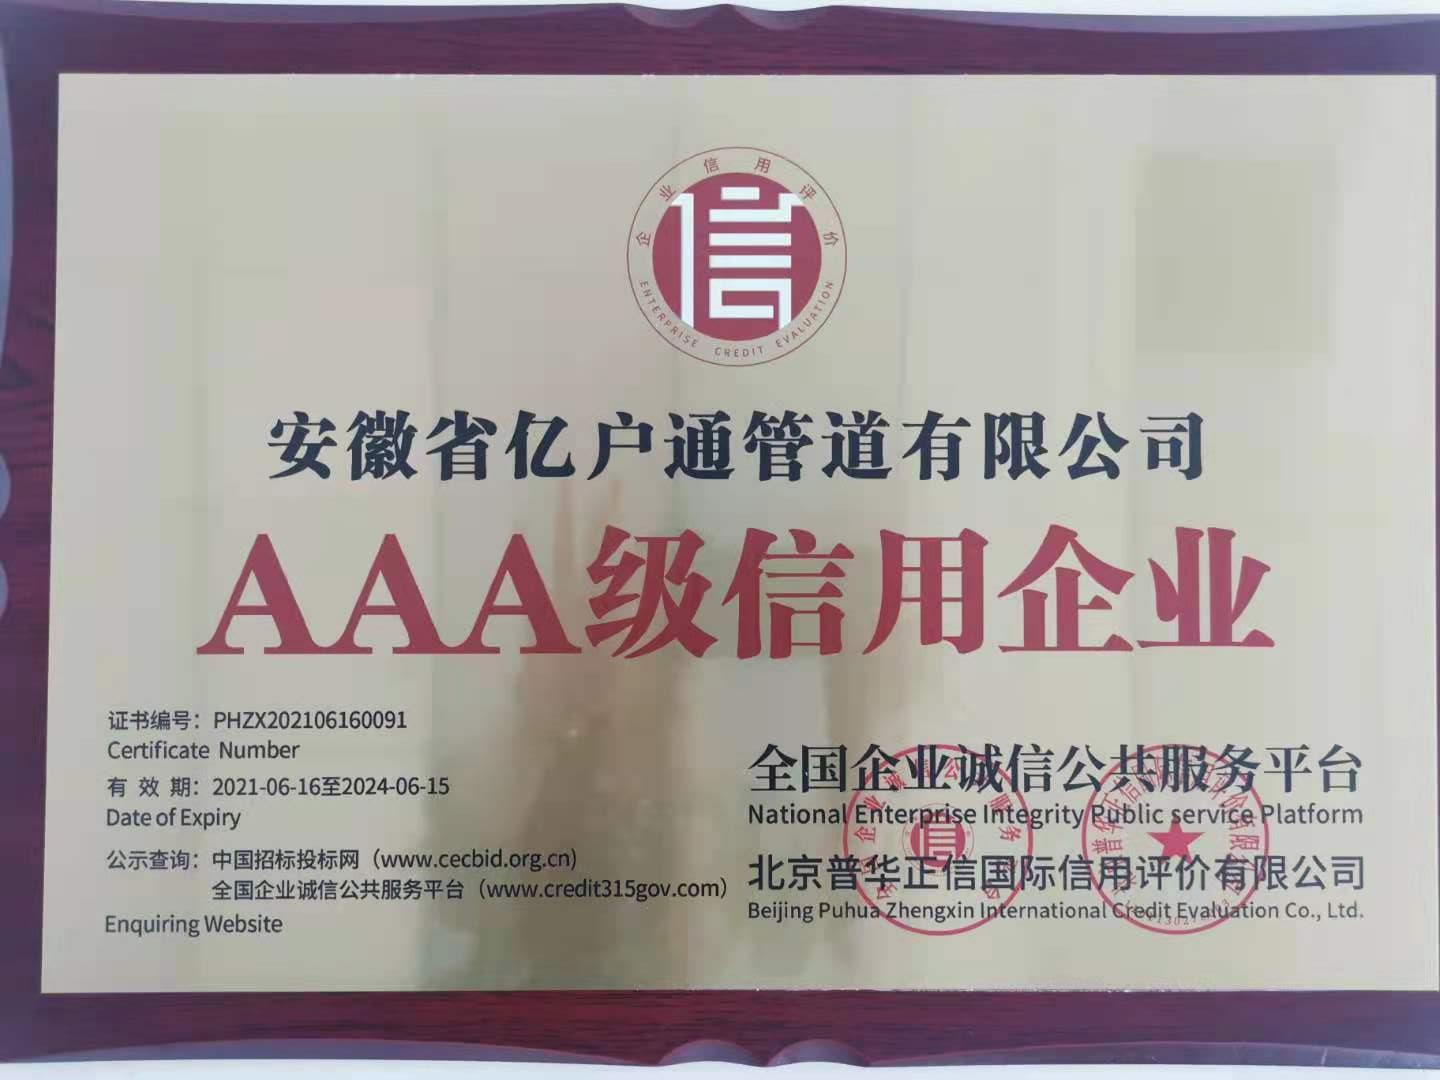 企业信用评价
ENTERPRISE CREDIT EVALUATION
安徽省亿户通管道有限公司
AAA级信用企业
证书编号：PHZX202106160091
Certificate Number
有 效 期：2021-06-16至2024-06-15
Date of Expiry
公示查询：中国招标投标网（www.cecbid.org.cn）
全国企业诚信公共服务平台（www.credit315gov.com）
Enquiring Website
全国企业诚信公共服务平台
National Enterprise Integrity Public service Platform
北京普华正信国际信用评价有限公司
Beijing Puhua Zhengxin International Credit Evaluation Co., Ltd.